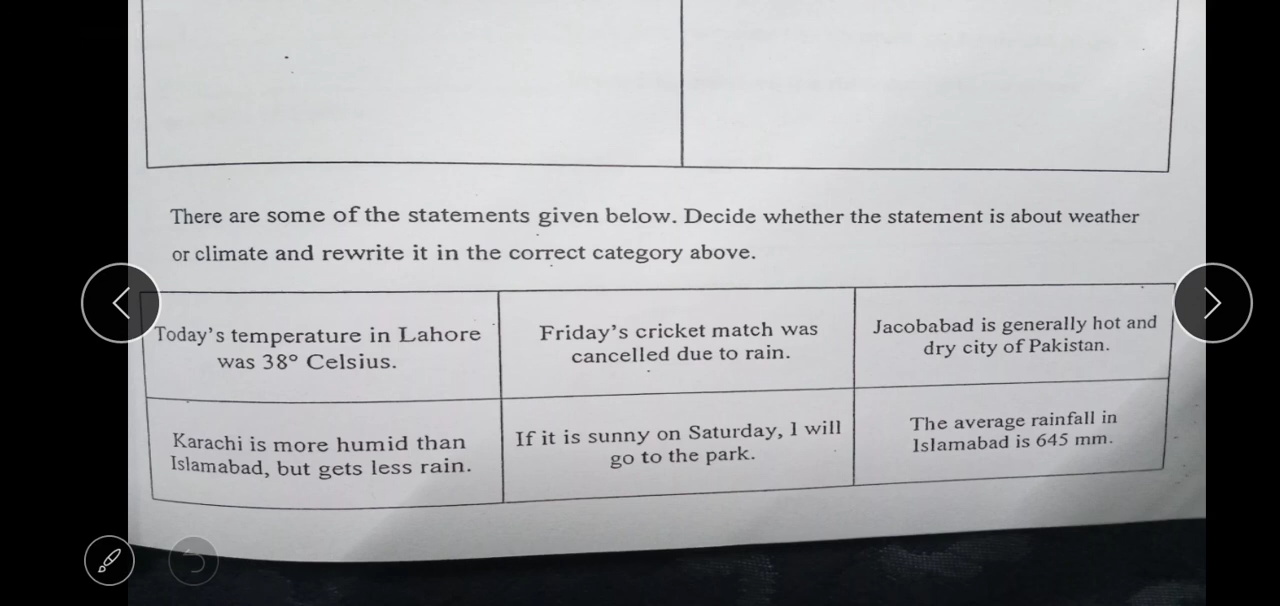 There are some of the statements given below. Decide whether the statement is about weather
or climate and rewrite it in the correct category above.
Today's temperature in Lahore
was 38° Celsius.
Friday's cricket match was
cancelled due to rain.
Jacobabad is generally hot and
dry city of Pakistan.
Karachi is more humid than
Islamabad, but gets less rain.
If it is sunny on Saturday, I will
go to the park.
The average rainfall in
Islamabad is 645 mm.